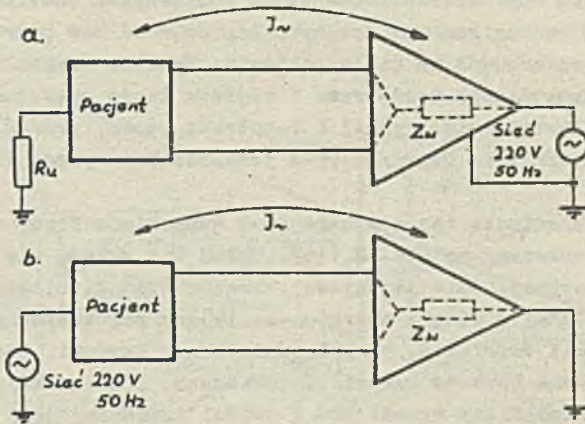 a.
J~
Pacjent
Ru
Zw
Sieć
220 V
50 Hz
b.
J~
Pacjent
Zw
Sieć 220 V
50 Hz